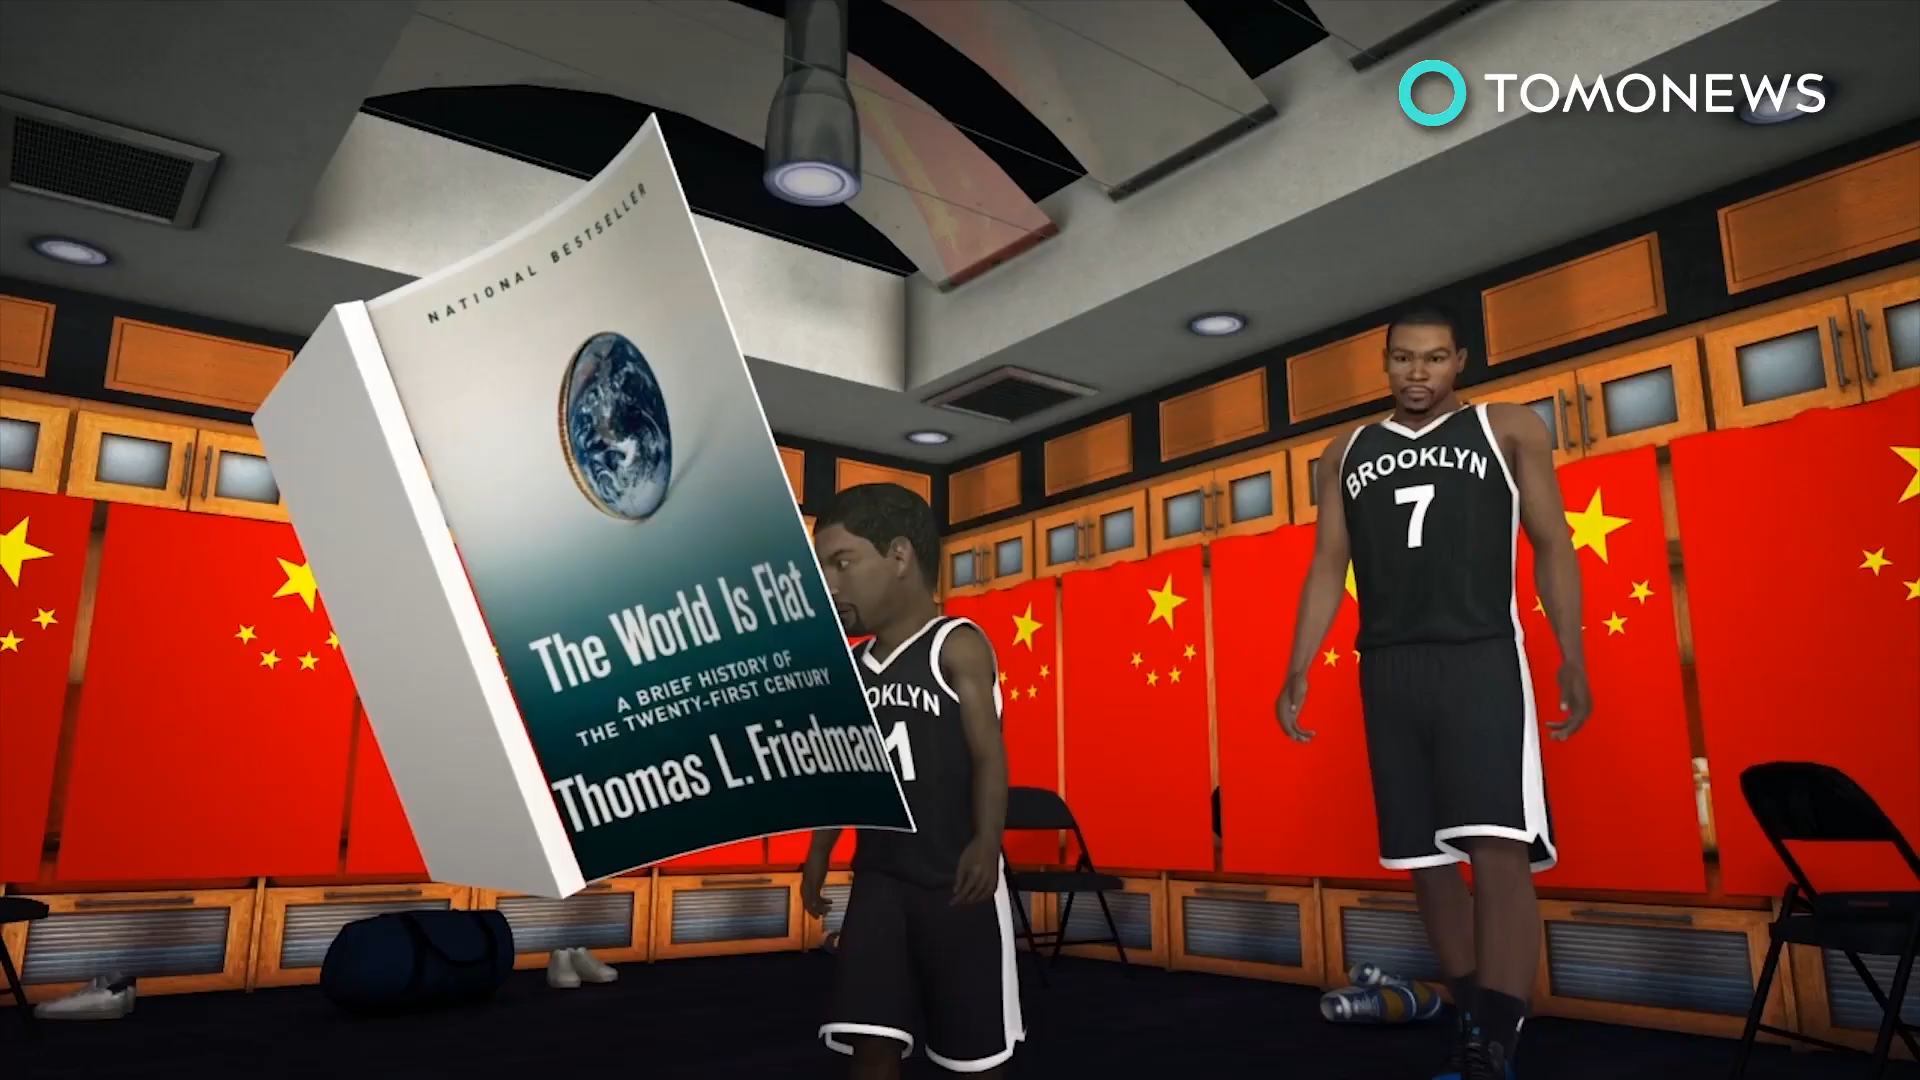 TOMONEWS
NATIONAL BESTSELLER
The World Is Flat
A BRIEF HISTORY OF
THE TWENTY-FIRST CENTURY
Thomas L. Friedman
OKLYN
1
BROOKLYN
7